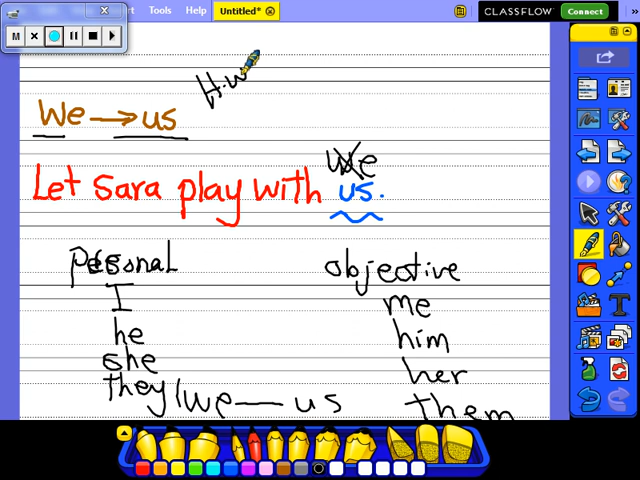 Tools
Untitled*
CLASSFLOW
Connect
M
H.w
We → us
we
Let Sara play with us.
personal objective
I me
he him
she her
they them
we — us